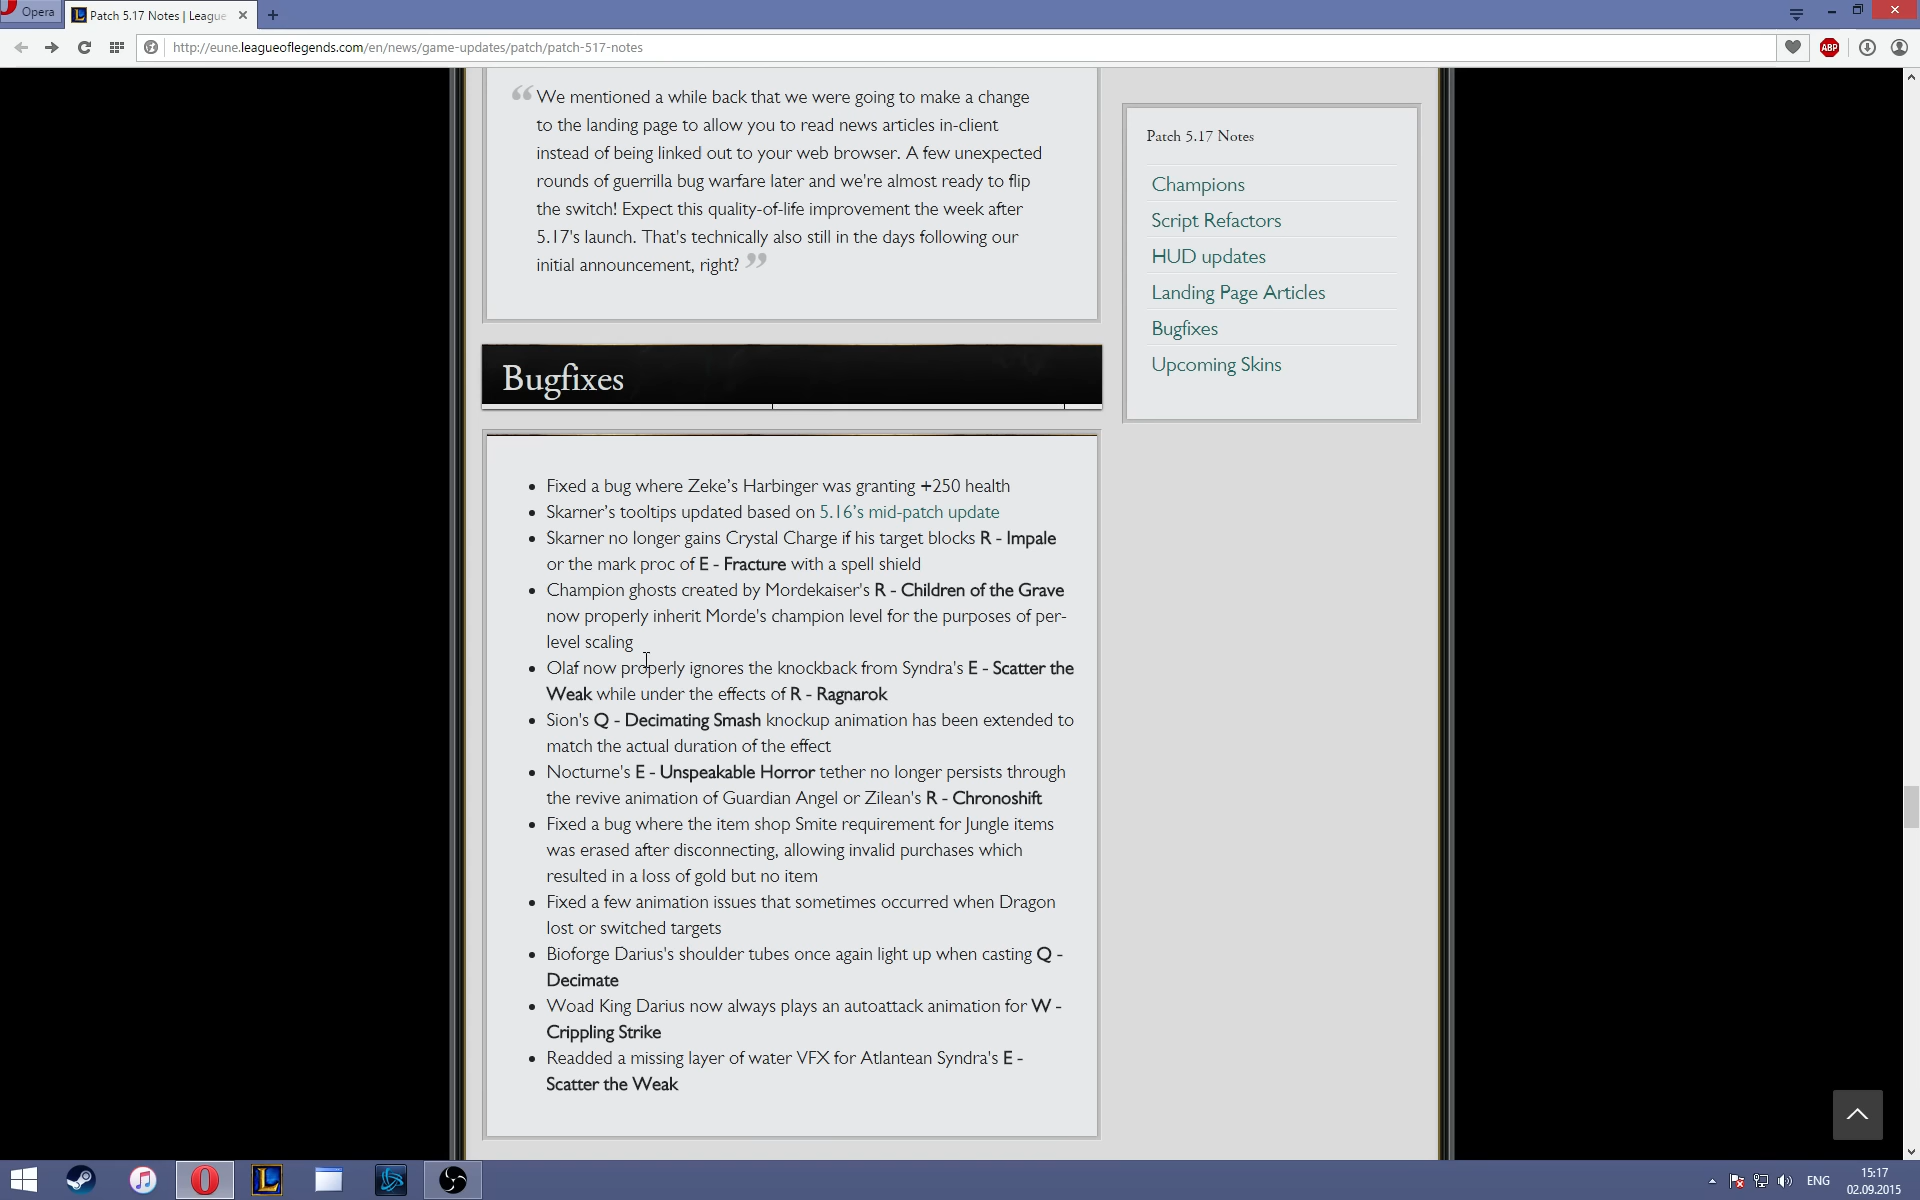 Opera
Patch 5.17 Notes | League
http://eune.leagueoflegends.com/en/news/game-updates/patch/patch-517-notes
ABP
“ We mentioned a while back that we were going to make a change
to the landing page to allow you to read news articles in-client
instead of being linked out to your web browser. A few unexpected
rounds of guerrilla bug warfare later and we're almost ready to flip
the switch! Expect this quality-of-life improvement the week after
5.17's launch. That's technically also still in the days following our
initial announcement, right? ”
Patch 5.17 Notes
Champions
Script Refactors
HUD updates
Landing Page Articles
Bugfixes
Upcoming Skins
Bugfixes
• Fixed a bug where Zeke’s Harbinger was granting +250 health
• Skarner’s tooltips updated based on 5.16’s mid-patch update
• Skarner no longer gains Crystal Charge if his target blocks R - Impale
or the mark proc of E - Fracture with a spell shield
• Champion ghosts created by Mordekaiser's R - Children of the Grave
now properly inherit Morde's champion level for the purposes of per-
level scaling
• Olaf now properly ignores the knockback from Syndra's E - Scatter the
Weak while under the effects of R - Ragnarok
• Sion's Q - Decimating Smash knockup animation has been extended to
match the actual duration of the effect
• Nocturne's E - Unspeakable Horror tether no longer persists through
the revive animation of Guardian Angel or Zilean's R - Chronoshift
• Fixed a bug where the item shop Smite requirement for Jungle items
was erased after disconnecting, allowing invalid purchases which
resulted in a loss of gold but no item
• Fixed a few animation issues that sometimes occurred when Dragon
lost or switched targets
• Bioforge Darius's shoulder tubes once again light up when casting Q -
Decimate
• Woad King Darius now always plays an autoattack animation for W -
Crippling Strike
• Readded a missing layer of water VFX for Atlantean Syndra's E -
Scatter the Weak
ENG
15:17
02.09.2015